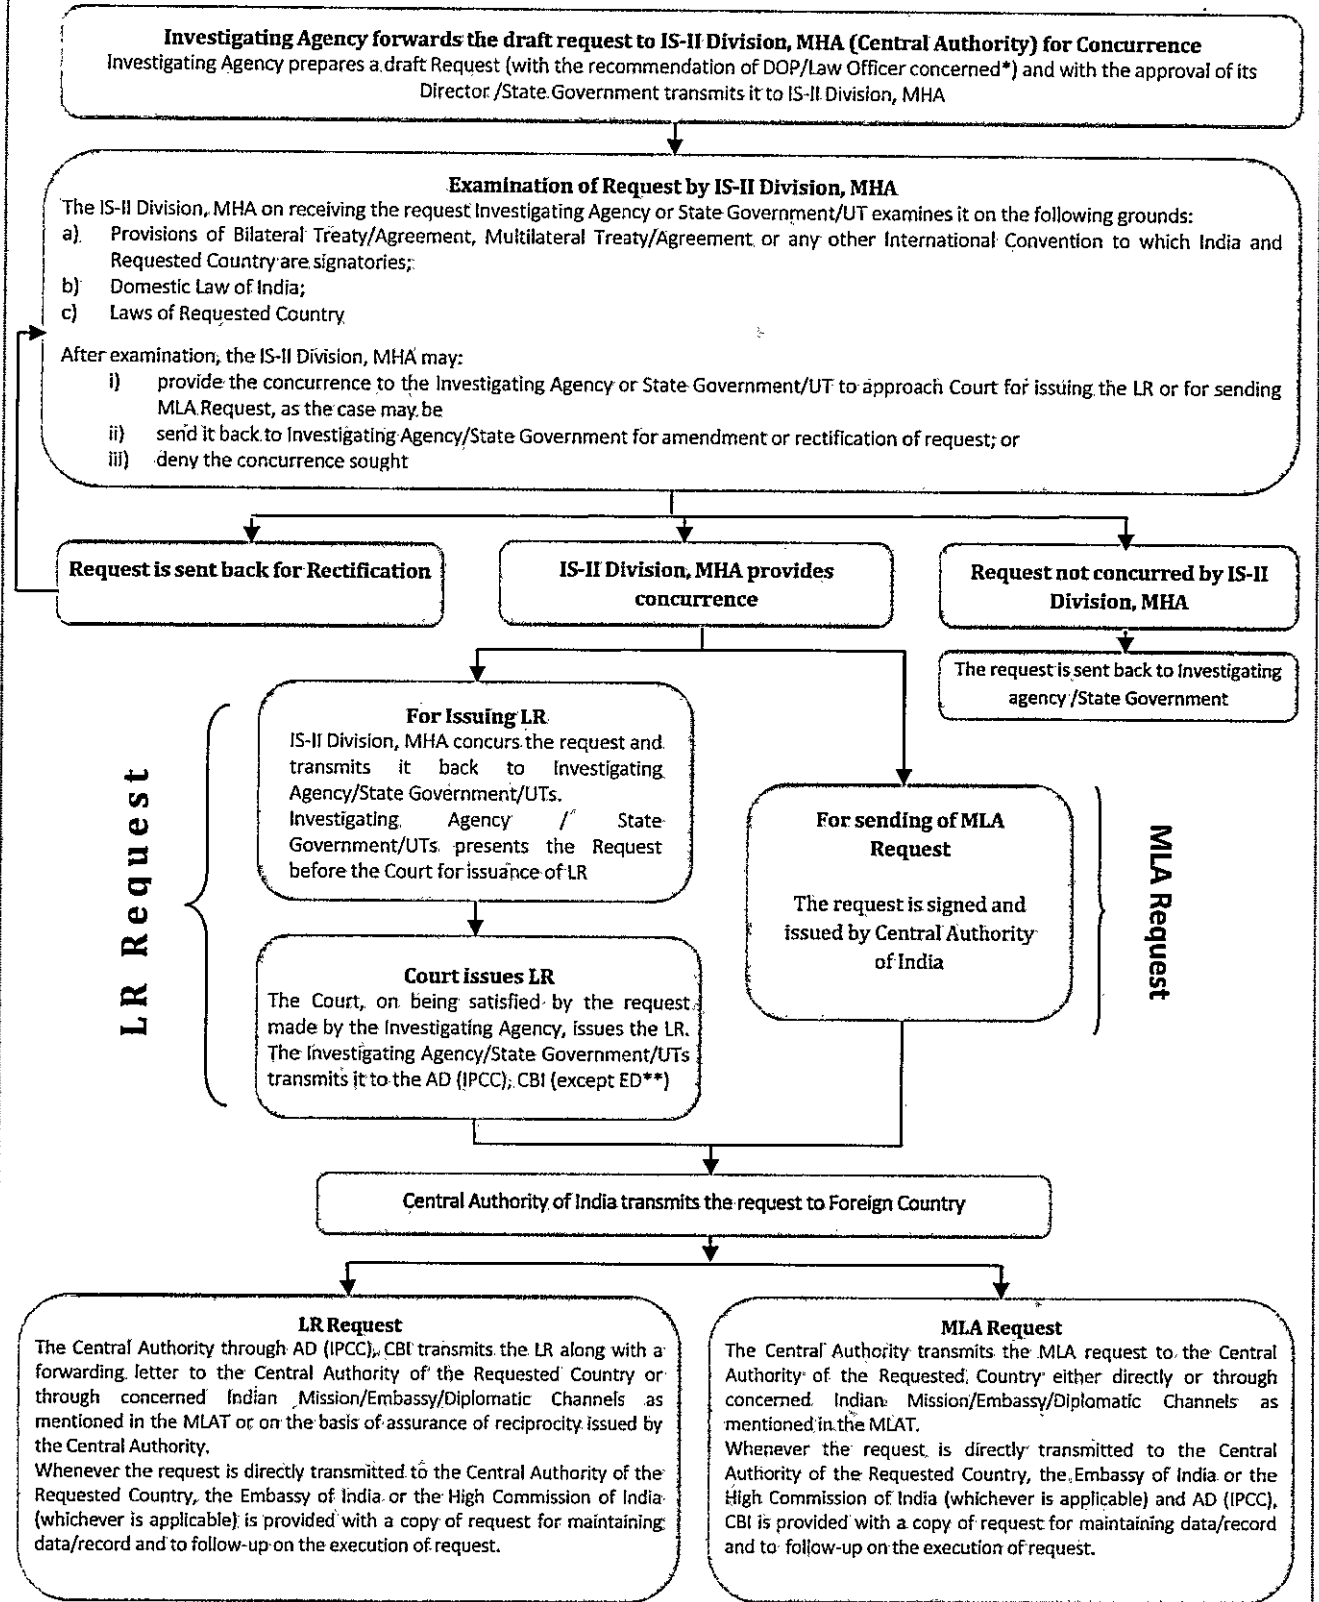 Investigating Agency forwards the draft request to IS-II Division, MHA (Central Authority) for Concurrence
Investigating Agency prepares a draft Request (with the recommendation of DOP/Law Officer concerned*) and with the approval of its
Director /State Government transmits it to IS-II Division, MHA
Examination of Request by IS-II Division, MHA
The IS-II Division, MHA on receiving the request Investigating Agency or State Government/UT examines it on the following grounds:
a) Provisions of Bilateral Treaty/Agreement, Multilateral Treaty/Agreement or any other International Convention to which India and
Requested Country are signatories;
b) Domestic Law of India;
c) Laws of Requested Country
After examination, the IS-II Division, MHA may:
i) provide the concurrence to the Investigating Agency or State Government/UT to approach Court for issuing the LR or for sending
MLA Request, as the case may be
ii) send it back to Investigating Agency/State Government for amendment or rectification of request; or
iii) deny the concurrence sought
Request is sent back for Rectification
IS-II Division, MHA provides
concurrence
Request not concurred by IS-II
Division, MHA
The request is sent back to Investigating
agency /State Government
LR Request
For Issuing LR
IS-II Division, MHA concurs the request and
transmits it back to Investigating
Agency/State Government/UTs.
Investigating Agency / State
Government/UTs presents the Request
before the Court for issuance of LR
For sending of MLA
Request
The request is signed and
issued by Central Authority
of India
MLA Request
Court issues LR
The Court, on being satisfied by the request
made by the Investigating Agency, issues the LR.
The Investigating Agency/State Government/UTs
transmits it to the AD (IPCC), CBI (except ED**)
Central Authority of India transmits the request to Foreign Country
LR Request
The Central Authority through AD (IPCC), CBI transmits the LR along with a
forwarding letter to the Central Authority of the Requested Country or
through concerned Indian Mission/Embassy/Diplomatic Channels as
mentioned in the MLAT or on the basis of assurance of reciprocity issued by
the Central Authority.
Whenever the request is directly transmitted to the Central Authority of the
Requested Country, the Embassy of India or the High Commission of India
(whichever is applicable) is provided with a copy of request for maintaining
data/record and to follow-up on the execution of request.
MLA Request
The Central Authority transmits the MLA request to the Central
Authority of the Requested Country either directly or through
concerned Indian Mission/Embassy/Diplomatic Channels as
mentioned in the MLAT.
Whenever the request is directly transmitted to the Central
Authority of the Requested Country, the Embassy of India or the
High Commission of India (whichever is applicable) and AD (IPCC),
CBI is provided with a copy of request for maintaining data/record
and to follow-up on the execution of request.